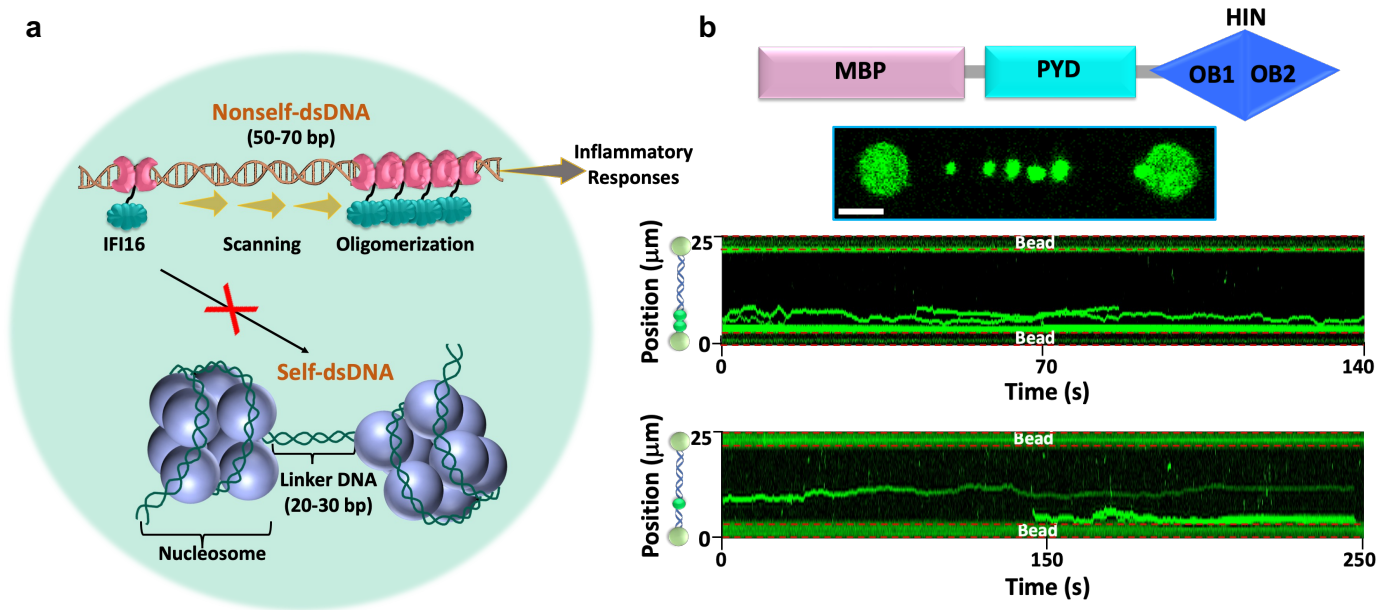 a
Nonself-dsDNA
(50-70 bp)
Inflammatory
Responses
IFI16
Scanning
Oligomerization
Self-dsDNA
Linker DNA
(20-30 bp)
Nucleosome
b
HIN
MBP
PYD
OB1
OB2
Position (μm)
25
0
Bead
Bead
0
70
140
Time (s)
Position (μm)
25
0
Bead
Bead
0
150
250
Time (s)